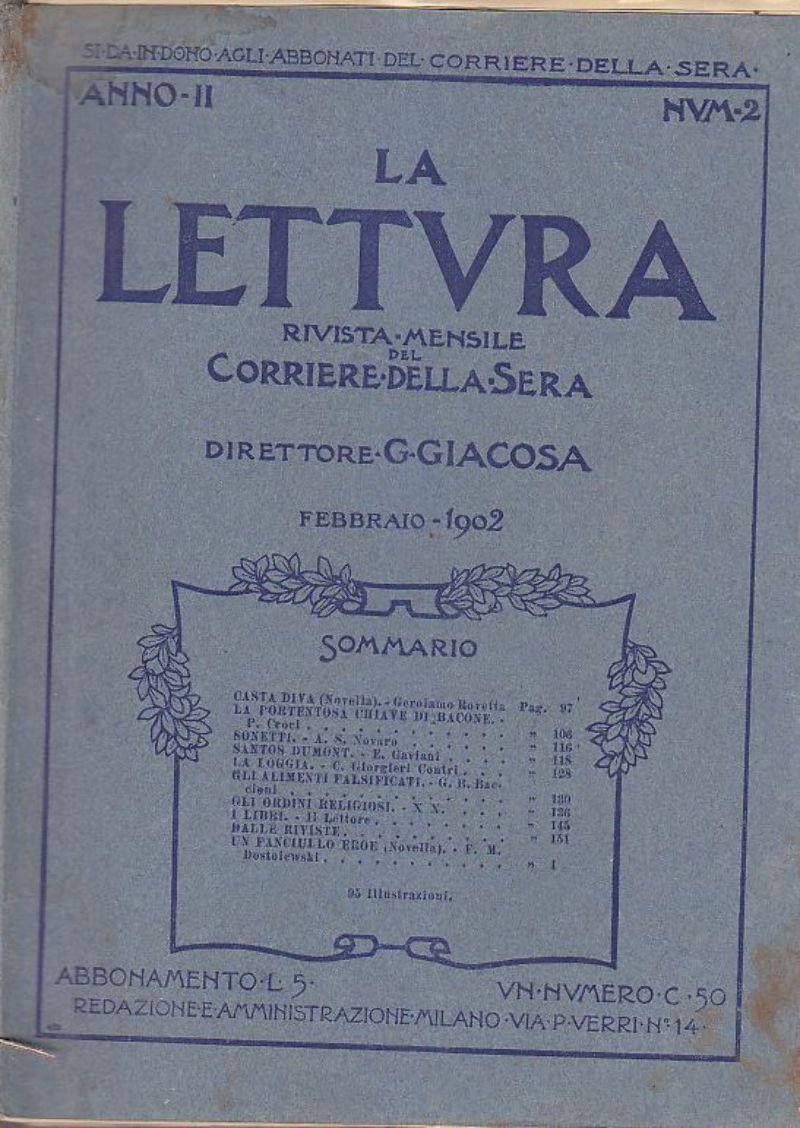 SI·DA·IN·DONO·AGLI·ABBONATI·DEL·CORRIERE·DELLA·SERA·
ANNO-II
NVM-2
LA
LETTVRA
RIVISTA·MENSILE
DEL
CORRIERE·DELLA·SERA
DIRETTORE·G·GIACOSA
FEBBRAIO-1902
SOMMARIO
CASTA DIVA (Novella). - Gerolamo Rovetta Pag. 97
LA PORTENTOSA CHIAVE DI BACONE. -
P. Croci . . . . . . . . . . . " 106
SONETTI. - A. S. Novaro . . . . . . " 116
SANTOS DUMONT. - E. Gaviani . . . . " 118
LA LOGGIA. - C. Giorgieri Contri . . . " 128
GLI ALIMENTI FALSIFICATI. - G. B. Bac-
cioni . . . . . . . . . . . . " 130
GLI ORDINI RELIGIOSI. - X X. . . . " 136
I LIBRI. - Il Lettore . . . . . . . . " 145
DALLE RIVISTE . . . . . . . . . . " 151
UN FANCIULLO EROE (Novella). - F. M.
Dostoiewski . . . . . . . . . . . " 1
95 Illustrazioni.
ABBONAMENTO·L·5·
VN·NVMERO·C·50
REDAZIONE·E·AMMINISTRAZIONE·MILANO·VIA·P·VERRI·No·14·